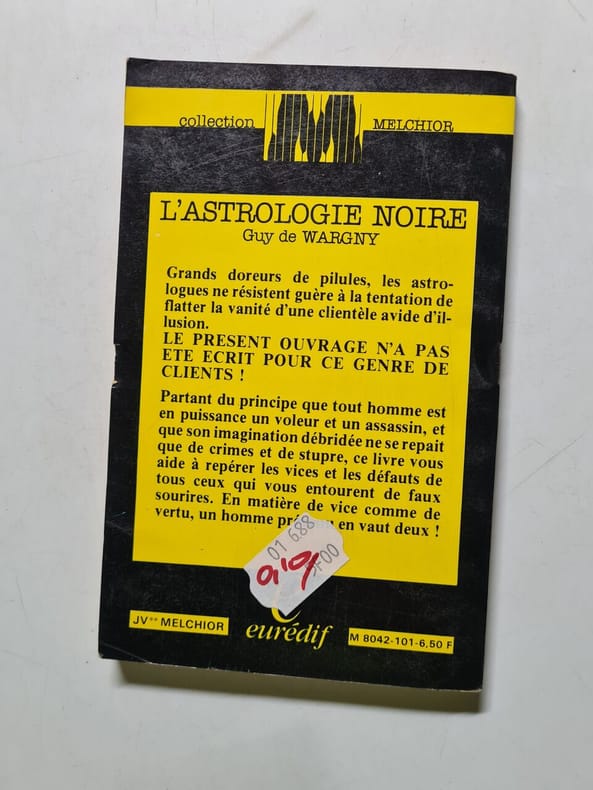 collection MELCHIOR
L'ASTROLOGIE NOIRE
Guy de WARGNY
Grands doreurs de pilules, les astro-
logues ne résistent guère à la tentation de
flatter la vanité d'une clientèle avide d'il-
lusion.
LE PRESENT OUVRAGE N'A PAS
ETE ECRIT POUR CE GENRE DE
CLIENTS !
Partant du principe que tout homme est
en puissance un voleur et un assassin, et
que son imagination débridée ne se repait
que de crimes et de stupre, ce livre vous
aide à repérer les vices et les défauts de
tous ceux qui vous entourent de faux
sourires. En matière de vice comme de
vertu, un homme en vaut deux !
01 688
JV** MELCHIOR
eurédif
M 8042-101-6,50 F